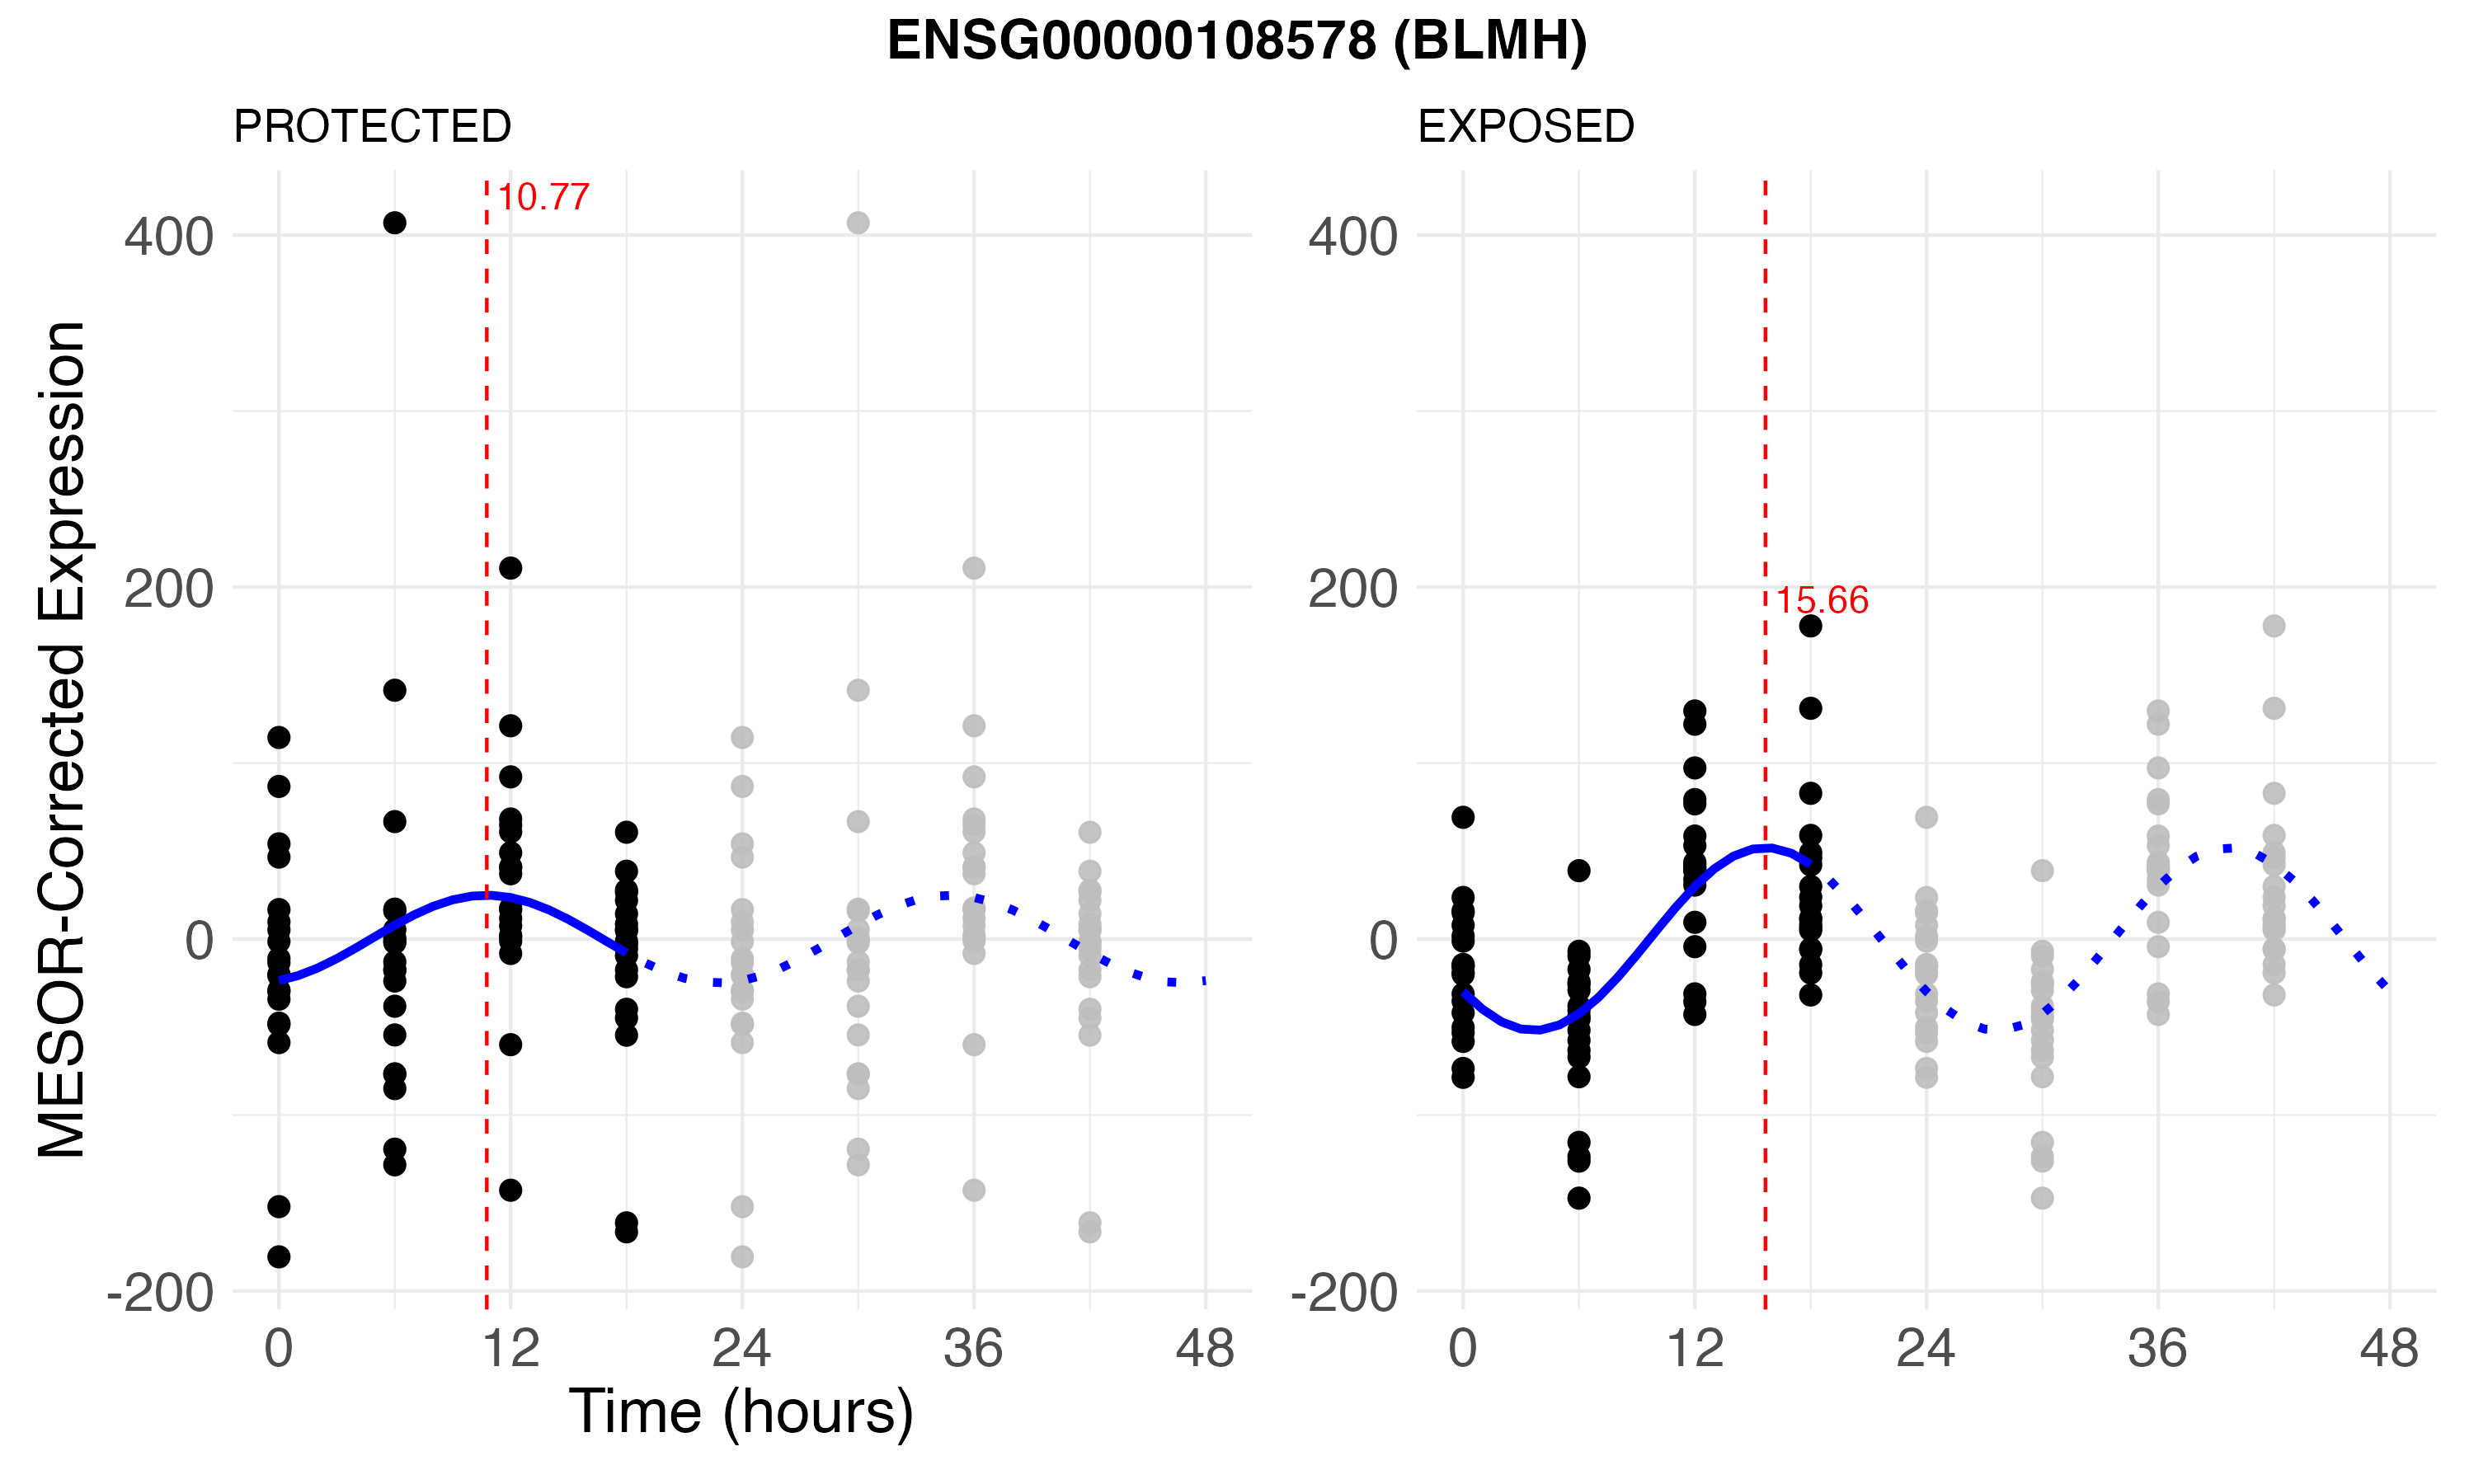 ENSG00000108578 (BLMH)
PROTECTED
EXPOSED
MESOR-Corrected Expression
10.77
15.66
400
200
0
-200
400
200
0
-200
0 12 24 36 48
0 12 24 36 48
Time (hours)